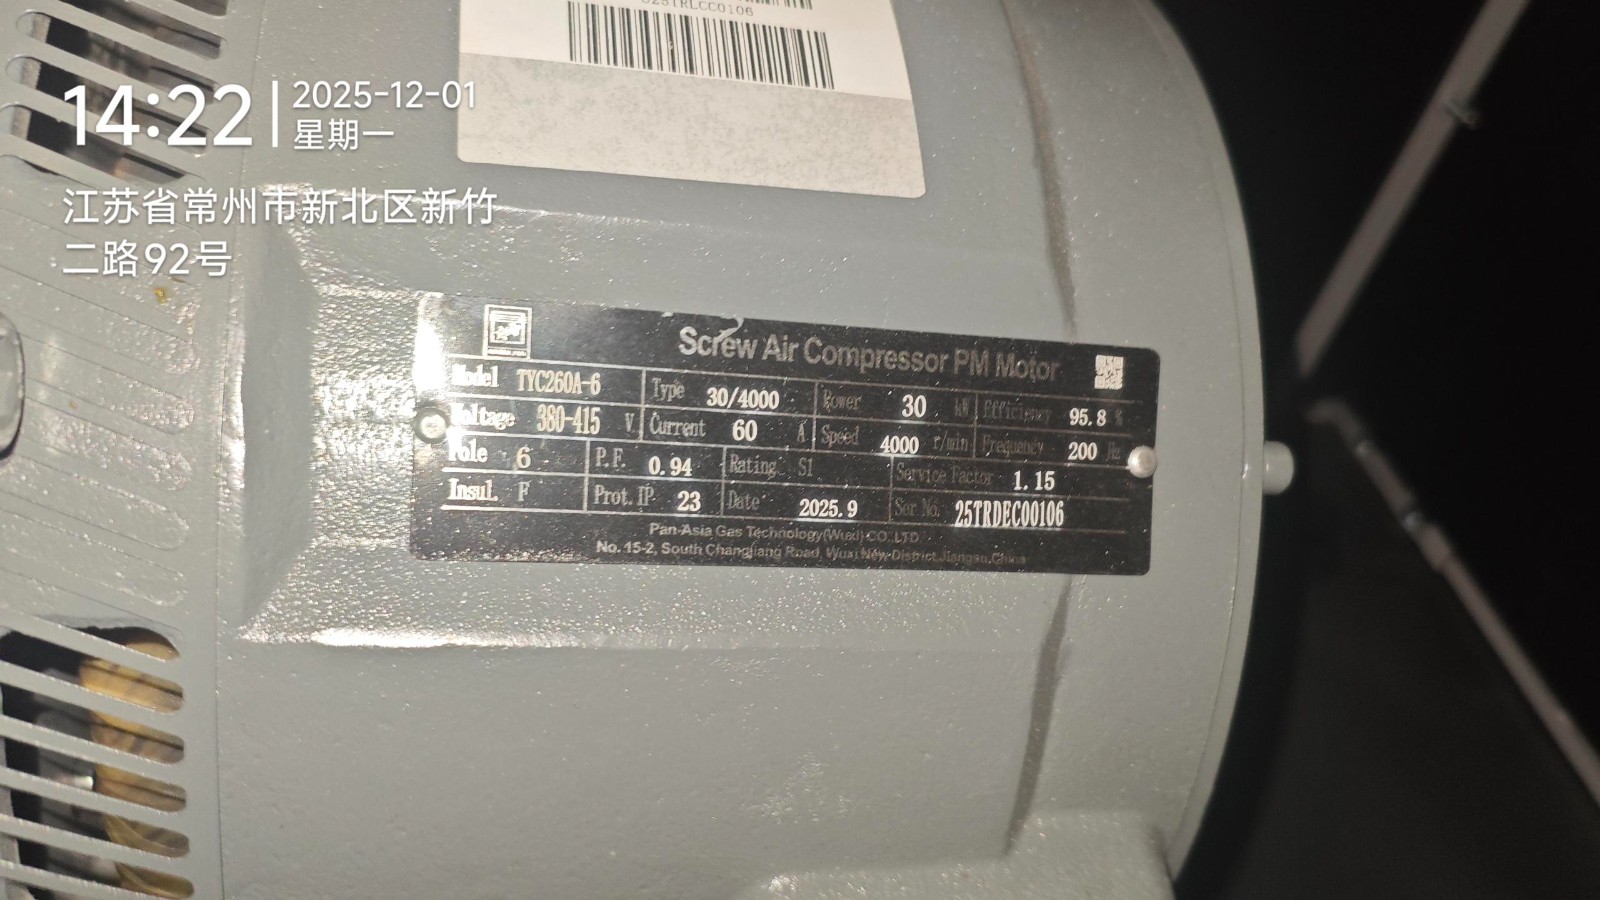 14:22
2025-12-01
星期一
江苏省常州市新北区新竹
二路92号
Screw Air Compressor PM Motor
Model TYC260A-6 Type 30/4000 Power 30 kW Efficiency 95.8 %
Voltage 380-415 V Current 60 A Speed 4000 r/min Frequency 200 Hz
Pole 6 P.F. 0.94 Rating S1 Service Factor 1.15
Insul. F Prot.IP 23 Date 2025.9 Ser No. 25TRDEC00106
Pan-Asia Gas Technology(Wuxi) CO.,LTD
No. 15-2, South Changjiang Road, Wuxi New District,Jiangsu,China